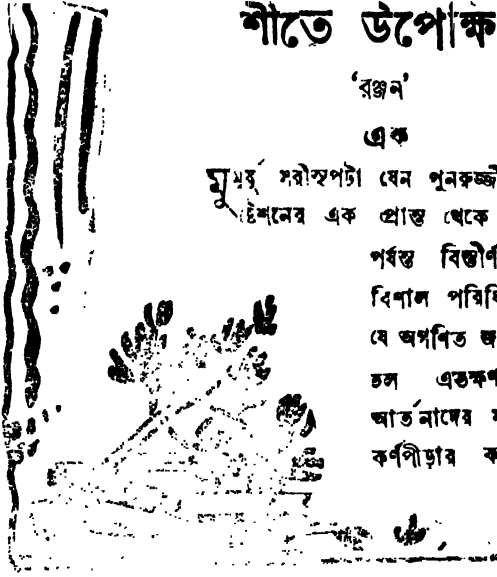 শীতে উপেক্ষ
‘রঞ্জন’
এক
মুমূর্ষু সরীসৃপটা যেন পুনরুজ্জী
স্টেশনের এক প্রান্ত থেকে
পর্যন্ত বিস্তীর্ণ
বিশাল পরিধি
যে অগণিত জ
হল এতক্ষণ
আর্তনাদের
কর্ণপীড়ার ক